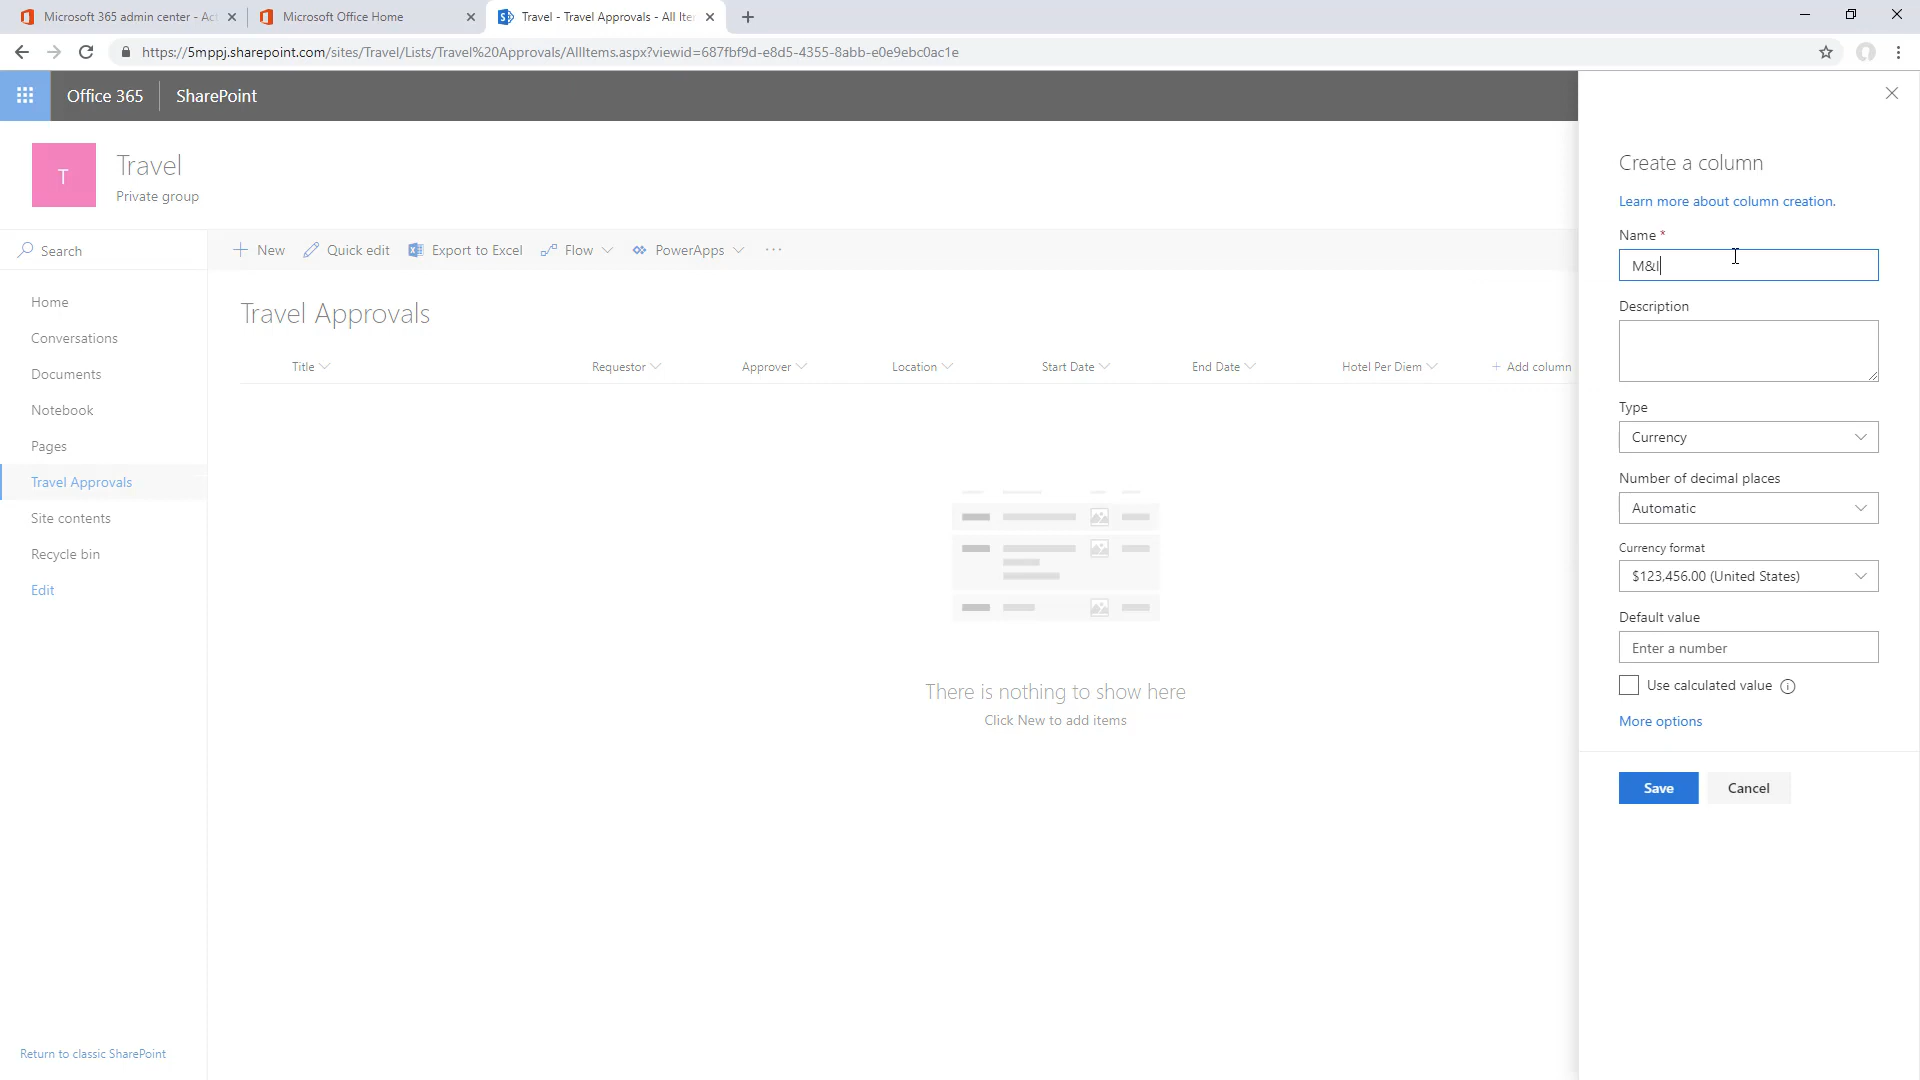 Microsoft 365 admin center - Act
Microsoft Office Home
Travel - Travel Approvals - All Ite
https://5mppj.sharepoint.com/sites/Travel/Lists/Travel%20Approvals/AllItems.aspx?viewid=687fbf9d-e8d5-4355-8abb-e0e9ebc0ac1e
Office 365
SharePoint
T
Travel
Private group
Search
New
Quick edit
Export to Excel
Flow
PowerApps
Home
Conversations
Documents
Notebook
Pages
Travel Approvals
Site contents
Recycle bin
Edit
Return to classic SharePoint
Travel Approvals
Title
Requestor
Approver
Location
Start Date
End Date
Hotel Per Diem
+ Add column
There is nothing to show here
Click New to add items
Create a column
Learn more about column creation.
Name *
M&I
Description
Type
Currency
Number of decimal places
Automatic
Currency format
$123,456.00 (United States)
Default value
Enter a number
Use calculated value
More options
Save
Cancel